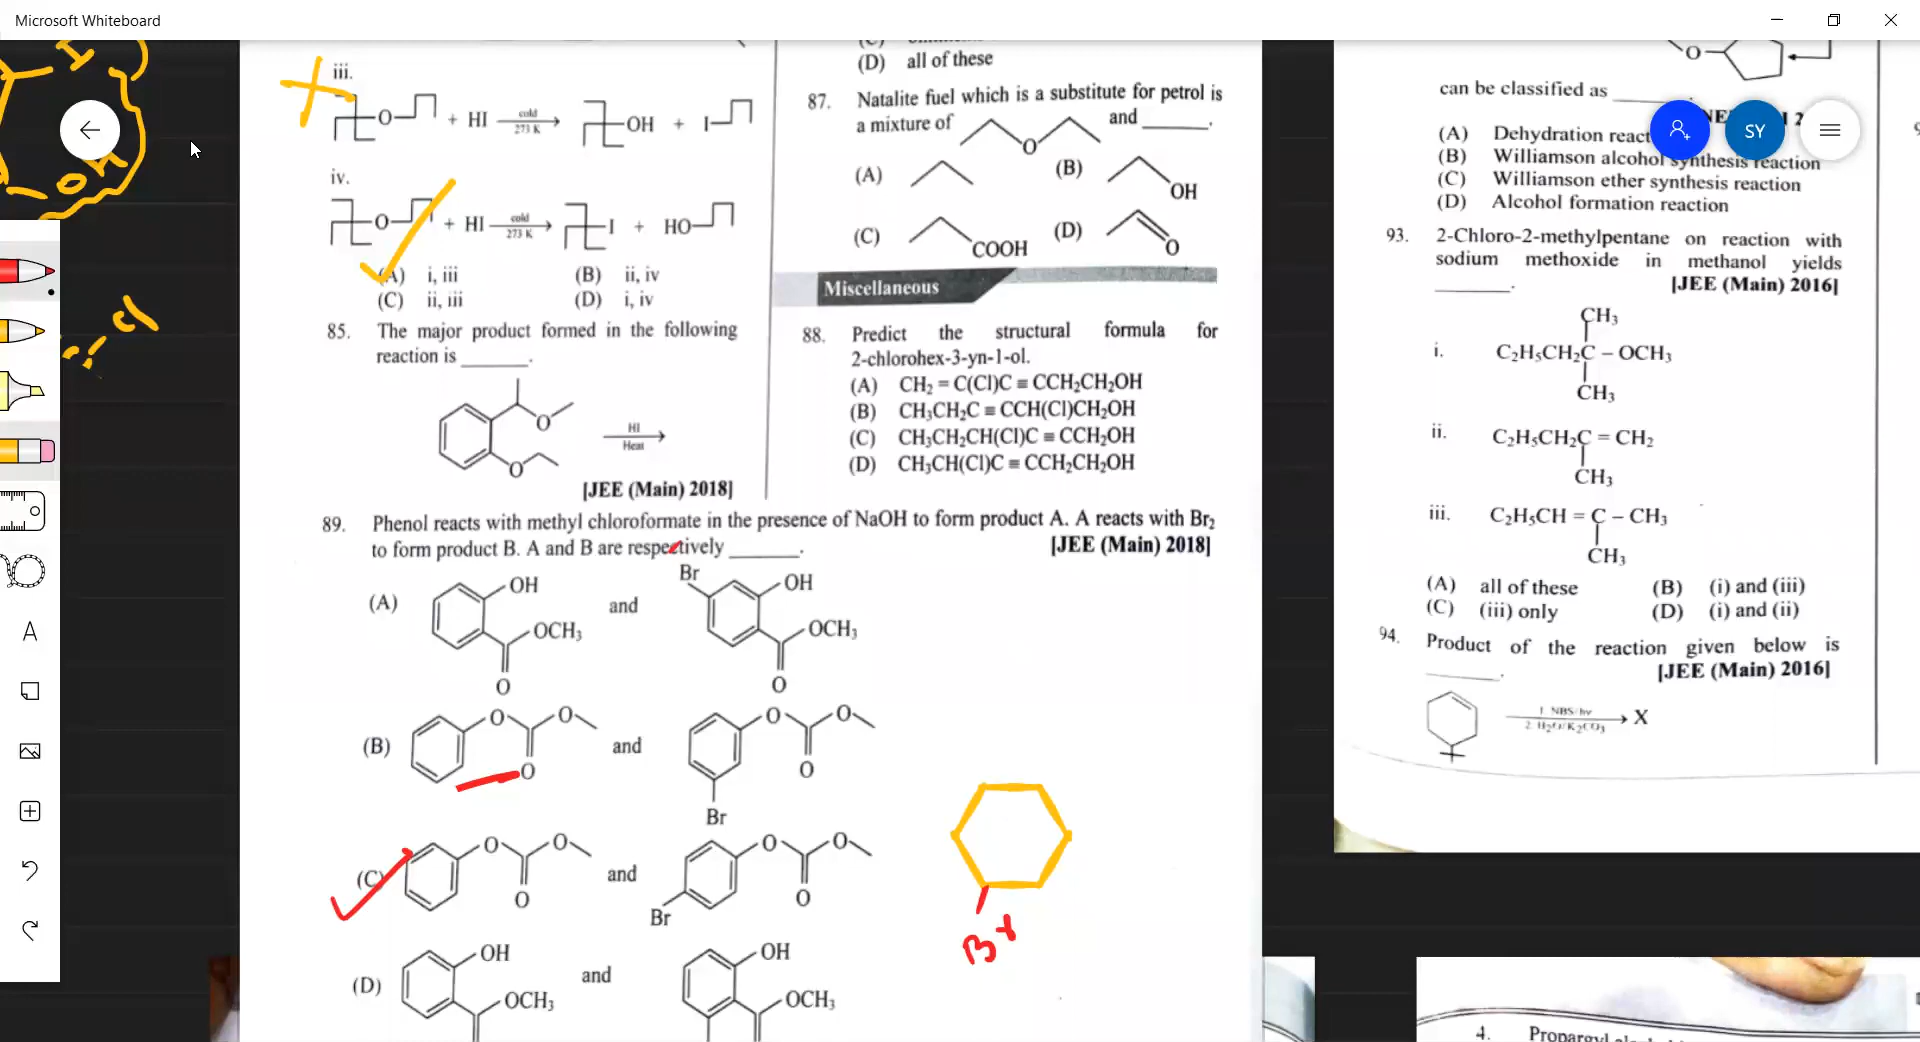 Microsoft Whiteboard
iii.
O + HI cold 273 K OH + I
iv.
O + HI cold 273 K I + HO
(A) i, iii (B) ii, iv
(C) ii, iii (D) i, iv
85. The major product formed in the following
reaction is ______.
O
O
HI
Heat
[JEE (Main) 2018]
(D) all of these
87. Natalite fuel which is a substitute for petrol is
a mixture of O and ______.
(A) (B) OH
(C) COOH (D) O
Miscellaneous
88. Predict the structural formula for
2-chlorohex-3-yn-1-ol.
(A) CH₂ = C(Cl)C ≡ CCH₂CH₂OH
(B) CH₃CH₂C ≡ CCH(Cl)CH₂OH
(C) CH₃CH₂CH(Cl)C ≡ CCH₂OH
(D) CH₃CH(Cl)C ≡ CCH₂CH₂OH
89. Phenol reacts with methyl chloroformate in the presence of NaOH to form product A. A reacts with Br₂
to form product B. A and B are respectively ______. [JEE (Main) 2018]
(A) OH OCH₃ O and Br OH OCH₃ O
(B) O O O and O O O Br
(C) O O O and O O O Br
(D) OH OCH₃ and OH OCH₃
Br
O
can be classified as ______.
(A) Dehydration react
(B) Williamson alcohol synthesis reaction
(C) Williamson ether synthesis reaction
(D) Alcohol formation reaction
SY
93. 2-Chloro-2-methylpentane on reaction with
sodium methoxide in methanol yields
______. [JEE (Main) 2016]
CH₃
i. C₂H₅CH₂C – OCH₃
CH₃
ii. C₂H₅CH₂C = CH₂
CH₃
iii. C₂H₅CH = C – CH₃
CH₃
(A) all of these (B) (i) and (iii)
(C) (iii) only (D) (i) and (ii)
94. Product of the reaction given below is
______. [JEE (Main) 2016]
1. NBS/hν
2. H₂O/K₂CO₃
X
4.
A